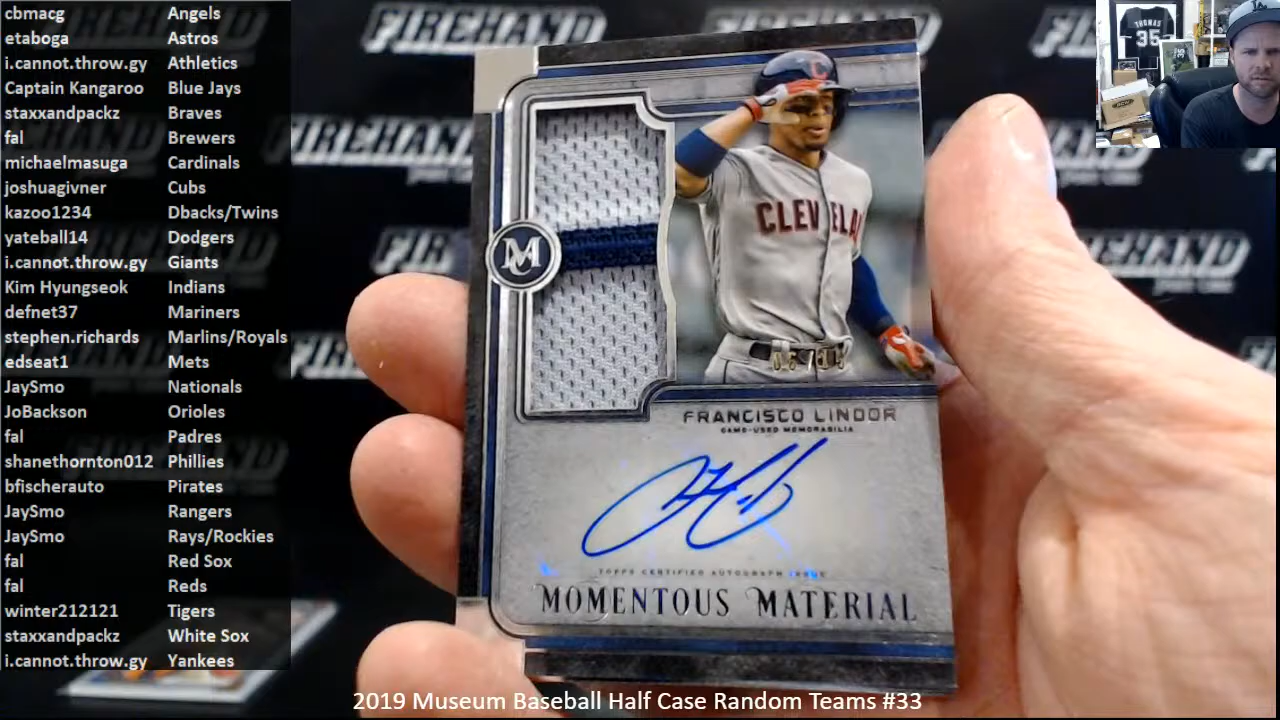 cbmacg Angels
etaboga Astros
i.cannot.throw.gy Athletics
Captain Kangaroo Blue Jays
staxxandpackz Braves
fal Brewers
michaelmasuga Cardinals
joshuagivner Cubs
kazoo1234 Dbacks/Twins
yateball14 Dodgers
i.cannot.throw.gy Giants
Kim Hyungseok Indians
defnet37 Mariners
stephen.richards Marlins/Royals
edseat1 Mets
JaySmo Nationals
JoBackson Orioles
fal Padres
shanethornton012 Phillies
bfischerauto Pirates
JaySmo Rangers
JaySmo Rays/Rockies
fal Red Sox
fal Reds
winter212121 Tigers
staxxandpackz White Sox
i.cannot.throw.gy Yankees
FIREHAND
FIREHAND
THOMAS
35
C
CLEVELA
MC
FRANCISCO LINDOR
GAME-USED MEMORABILIA
TOPPS CERTIFIED AUTOGRAPH ISSUE
MOMENTOUS MATERIAL
2019 Museum Baseball Half Case Random Teams #33